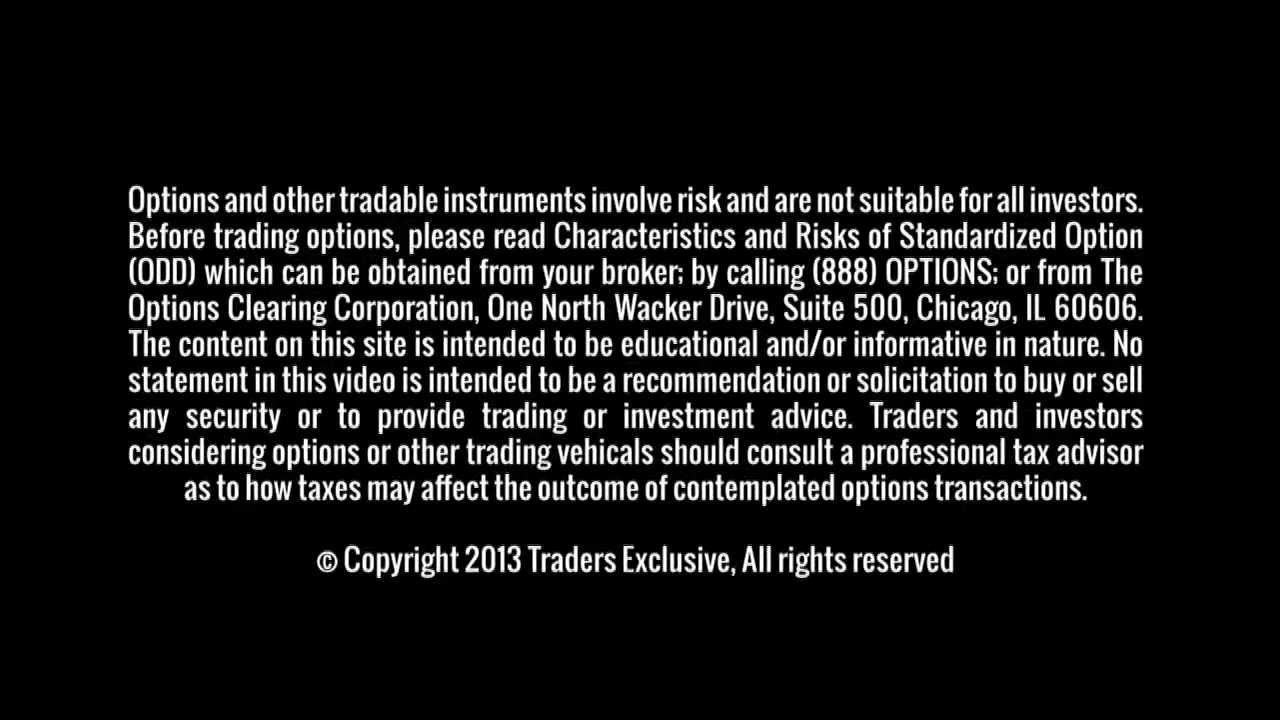 Options and other tradable instruments involve risk and are not suitable for all investors.
Before trading options, please read Characteristics and Risks of Standardized Option
(ODD) which can be obtained from your broker; by calling (888) OPTIONS; or from The
Options Clearing Corporation, One North Wacker Drive, Suite 500, Chicago, IL 60606.
The content on this site is intended to be educational and/or informative in nature. No
statement in this video is intended to be a recommendation or solicitation to buy or sell
any security or to provide trading or investment advice. Traders and investors
considering options or other trading vehicals should consult a professional tax advisor
as to how taxes may affect the outcome of contemplated options transactions.
© Copyright 2013 Traders Exclusive, All rights reserved